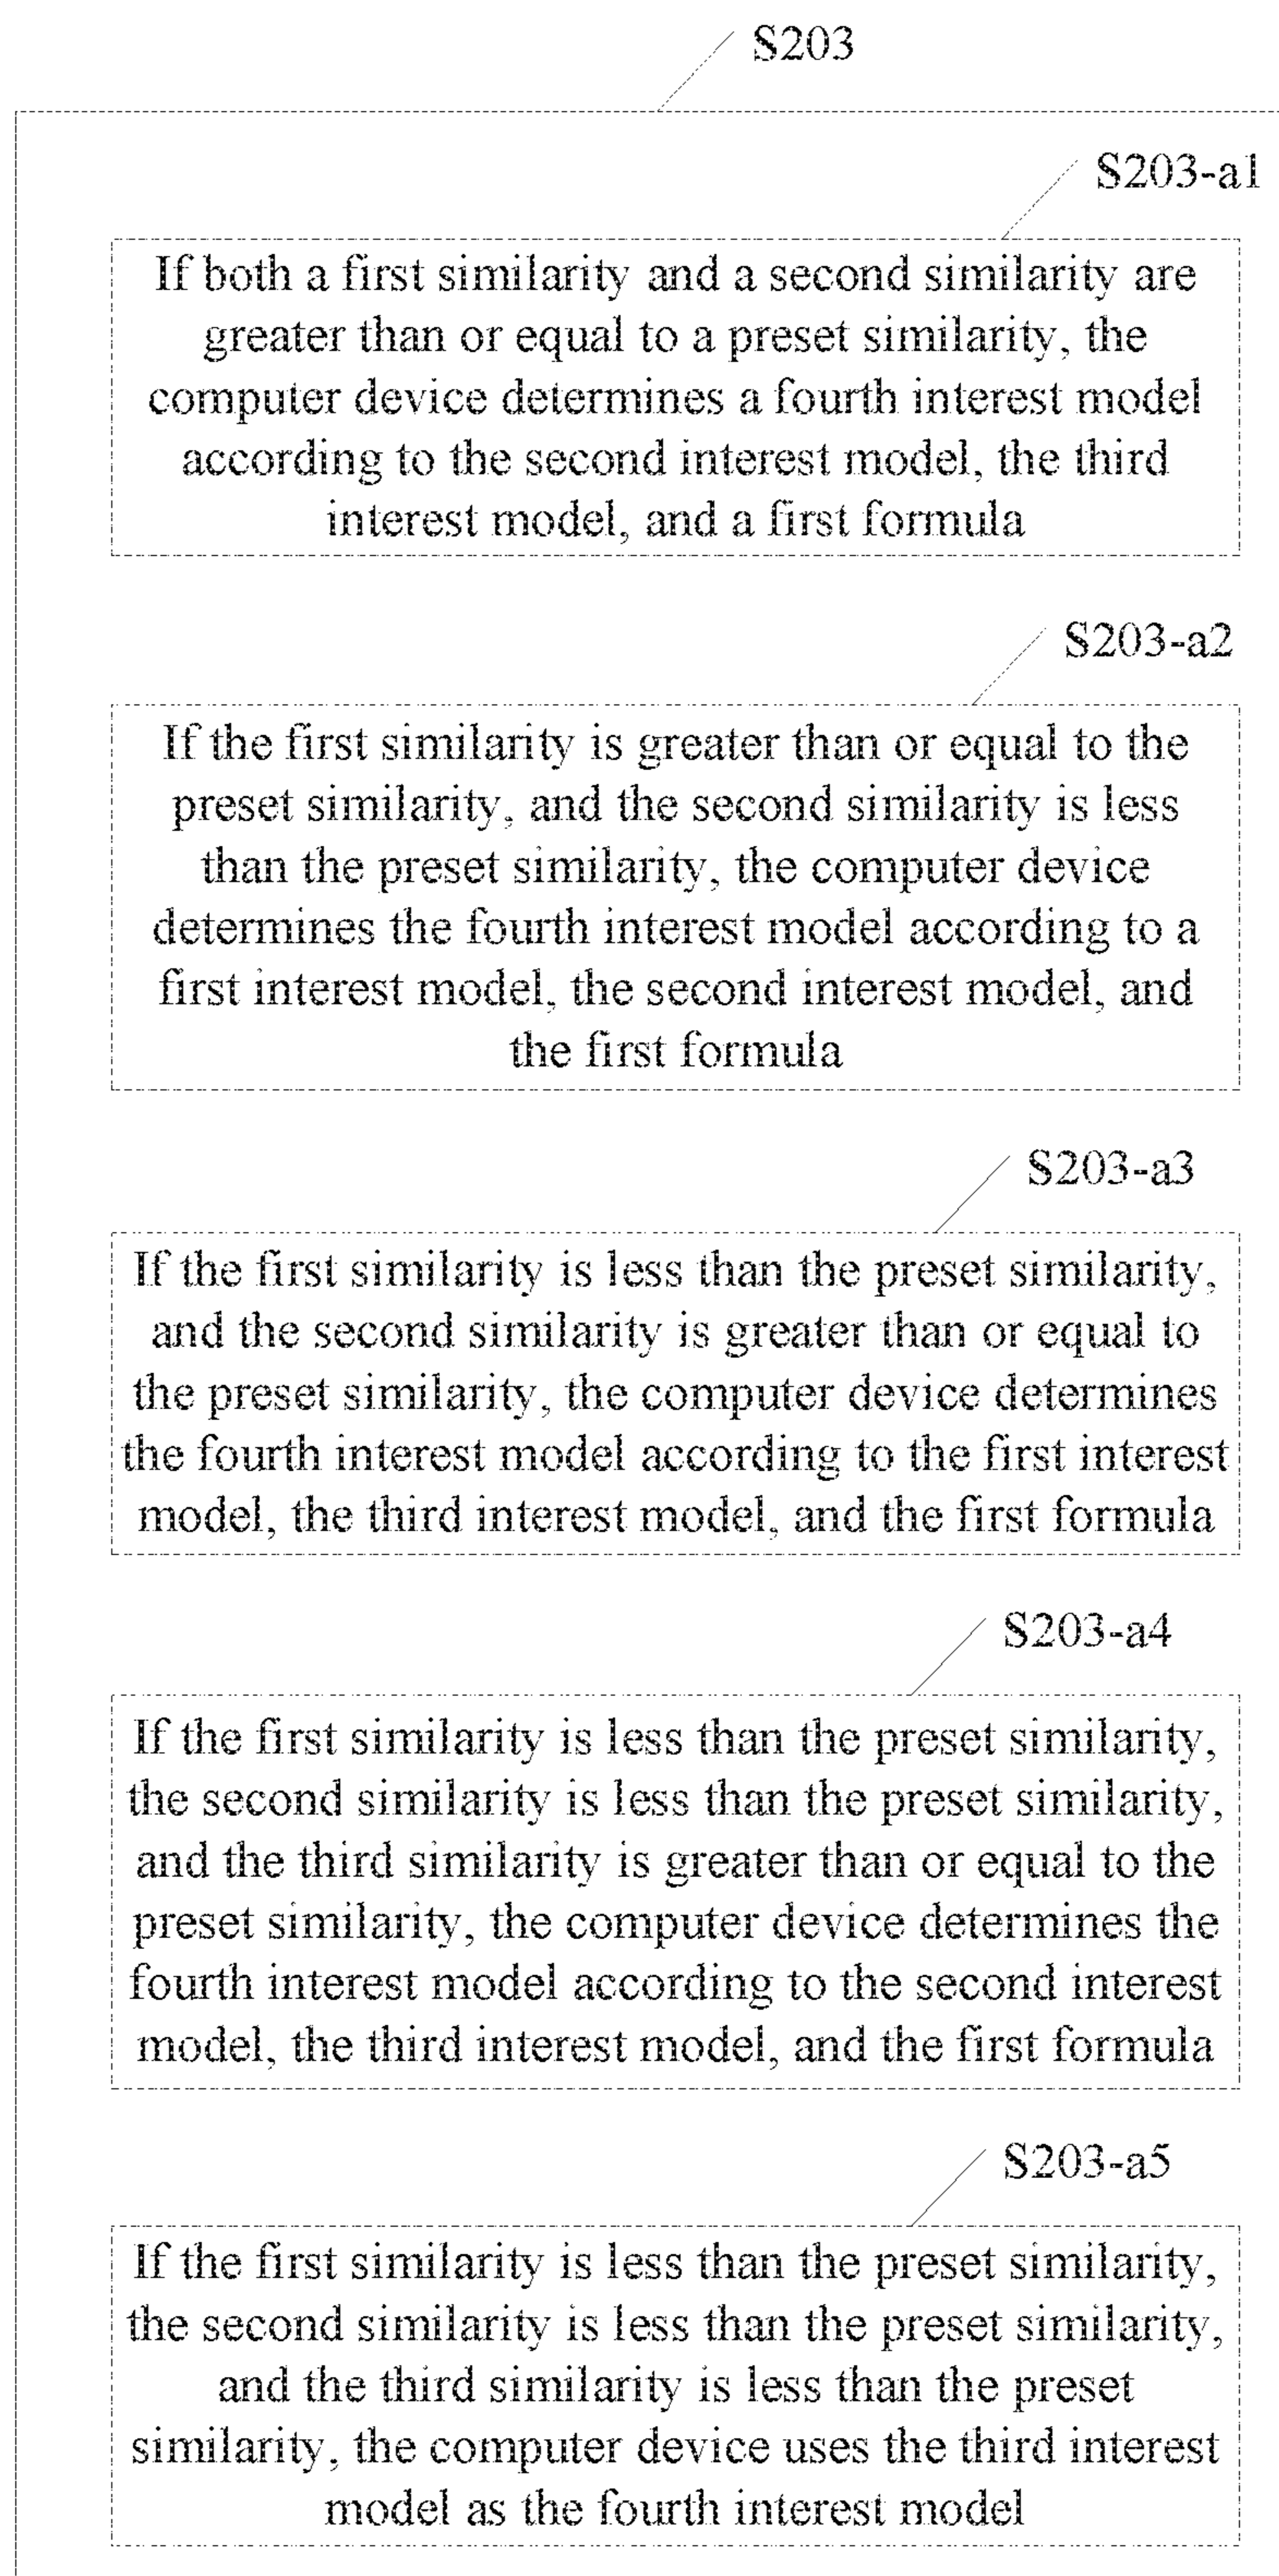 S203
S203-a1
If both a first similarity and a second similarity are
greater than or equal to a preset similarity, the
computer device determines a fourth interest model
according to the second interest model, the third
interest model, and a first formula
S203-a2
If the first similarity is greater than or equal to the
preset similarity, and the second similarity is less
than the preset similarity, the computer device
determines the fourth interest model according to a
first interest model, the second interest model, and
the first formula
S203-a3
If the first similarity is less than the preset similarity,
and the second similarity is greater than or equal to
the preset similarity, the computer device determines
the fourth interest model according to the first interest
model, the third interest model, and the first formula
S203-a4
If the first similarity is less than the preset similarity,
the second similarity is less than the preset similarity,
and the third similarity is greater than or equal to the
preset similarity, the computer device determines the
fourth interest model according to the second interest
model, the third interest model, and the first formula
S203-a5
If the first similarity is less than the preset similarity,
the second similarity is less than the preset similarity,
and the third similarity is less than the preset
similarity, the computer device uses the third interest
model as the fourth interest model